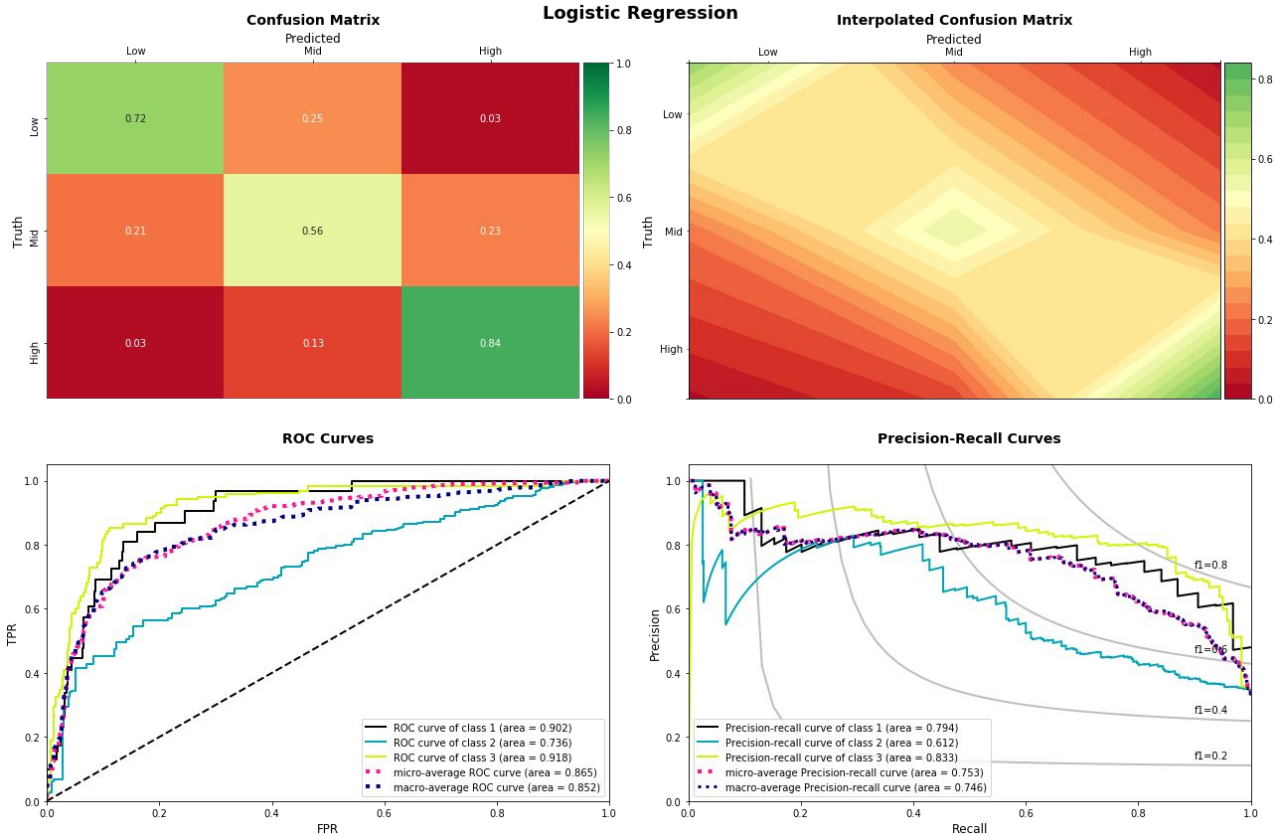 Logistic Regression
Confusion Matrix
Predicted
Low Mid High
Truth
Low Mid High
0.72 0.25 0.03
0.21 0.56 0.23
0.03 0.13 0.84
1.0
0.8
0.6
0.4
0.2
0.0
Interpolated Confusion Matrix
Predicted
Low Mid High
Truth
Low
Mid
High
0.8
0.6
0.4
0.2
0.0
ROC Curves
TPR
1.0
0.8
0.6
0.4
0.2
0.0
ROC curve of class 1 (area = 0.902)
ROC curve of class 2 (area = 0.736)
ROC curve of class 3 (area = 0.918)
micro-average ROC curve (area = 0.865)
macro-average ROC curve (area = 0.852)
0.0 0.2 0.4 0.6 0.8 1.0
FPR
Precision-Recall Curves
Precision
1.0
0.8
0.6
0.4
0.2
0.0
f1=0.8
f1=0.6
f1=0.4
f1=0.2
Precision-recall curve of class 1 (area = 0.794)
Precision-recall curve of class 2 (area = 0.612)
Precision-recall curve of class 3 (area = 0.833)
micro-average Precision-recall curve (area = 0.753)
macro-average Precision-recall curve (area = 0.746)
0.0 0.2 0.4 0.6 0.8 1.0
Recall